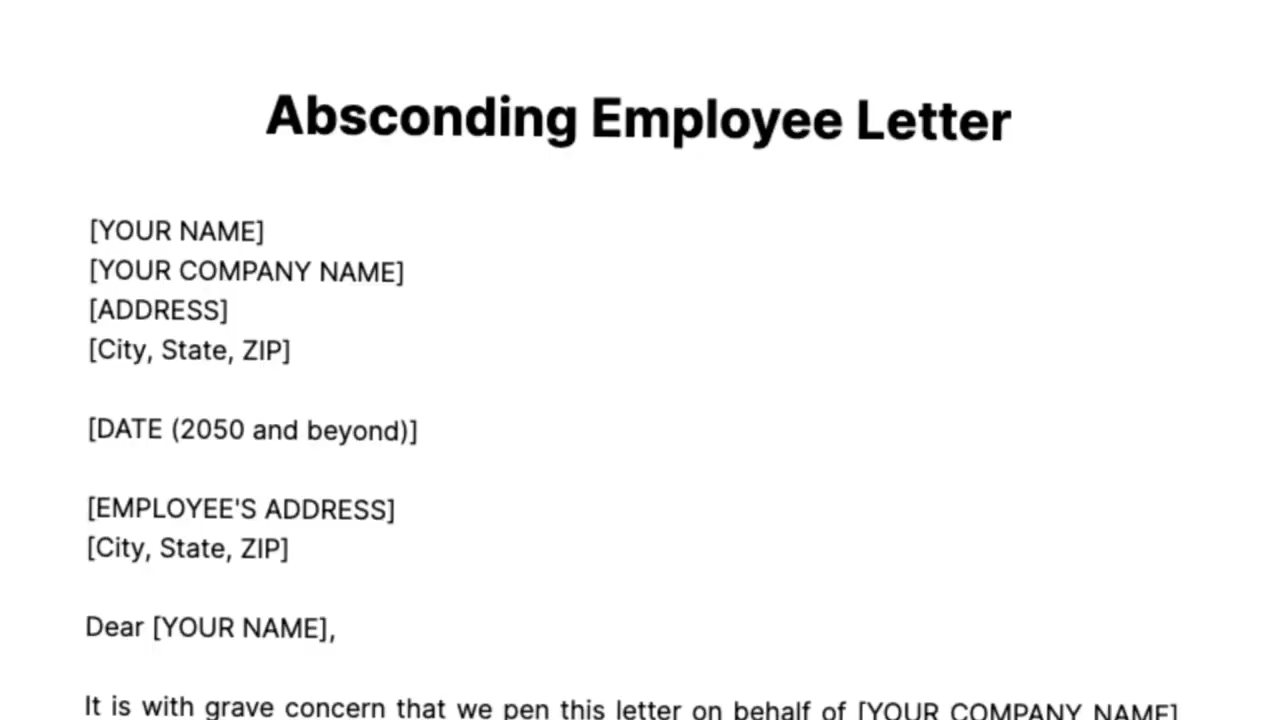 Absconding Employee Letter
[YOUR NAME]
[YOUR COMPANY NAME]
[ADDRESS]
[City, State, ZIP]
[DATE (2050 and beyond)]
[EMPLOYEE'S ADDRESS]
[City, State, ZIP]
Dear [YOUR NAME],
It is with grave concern that we pen this letter on behalf of [YOUR COMPANY NAME]